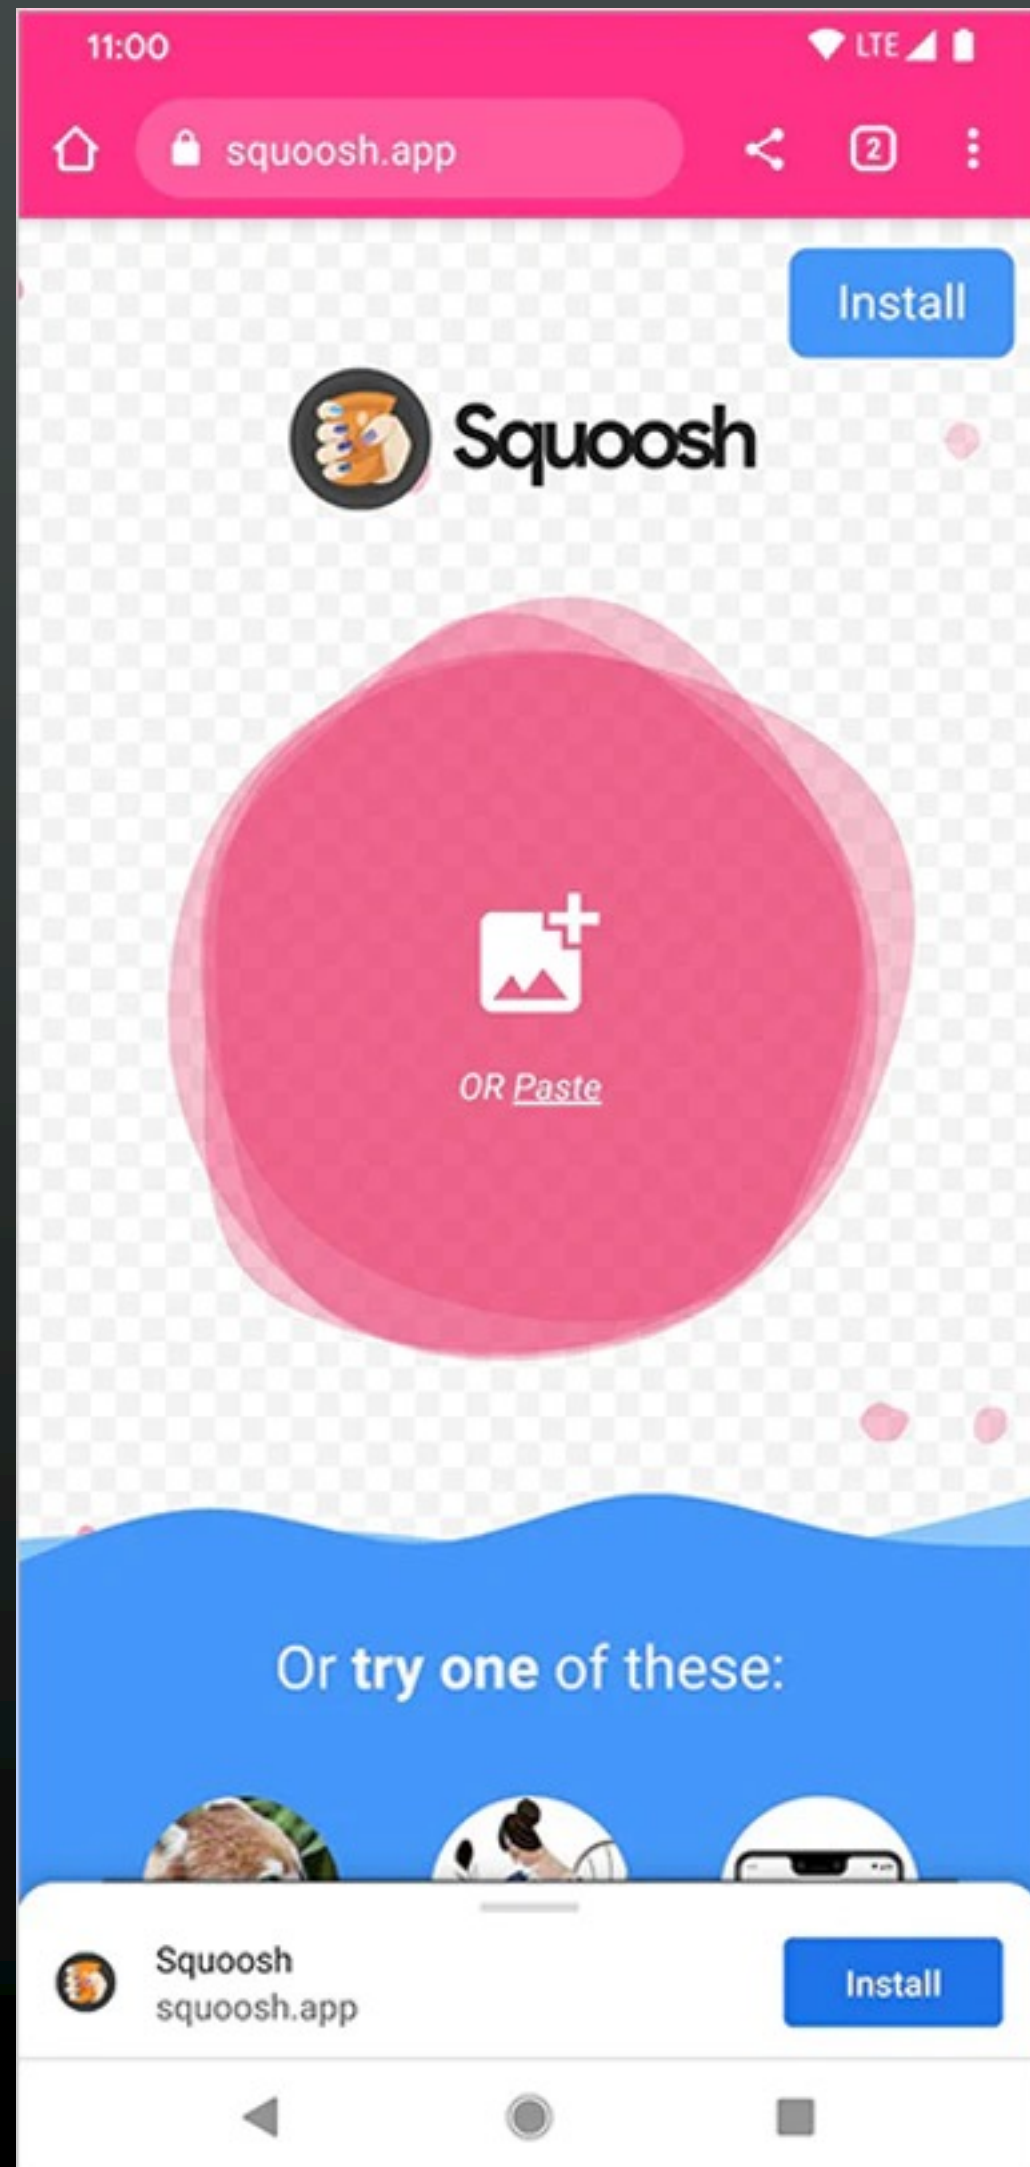 11:00
LTE
squoosh.app
2
Install
Squoosh
OR Paste
Or try one of these:
Squoosh
squoosh.app
Install